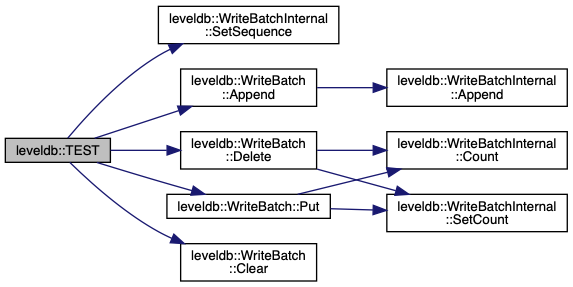 leveldb::WriteBatchInternal
::SetSequence
leveldb::WriteBatch
::Append
leveldb::WriteBatchInternal
::Append
leveldb::TEST
leveldb::WriteBatch
::Delete
leveldb::WriteBatchInternal
::Count
leveldb::WriteBatch::Put
leveldb::WriteBatchInternal
::SetCount
leveldb::WriteBatch
::Clear